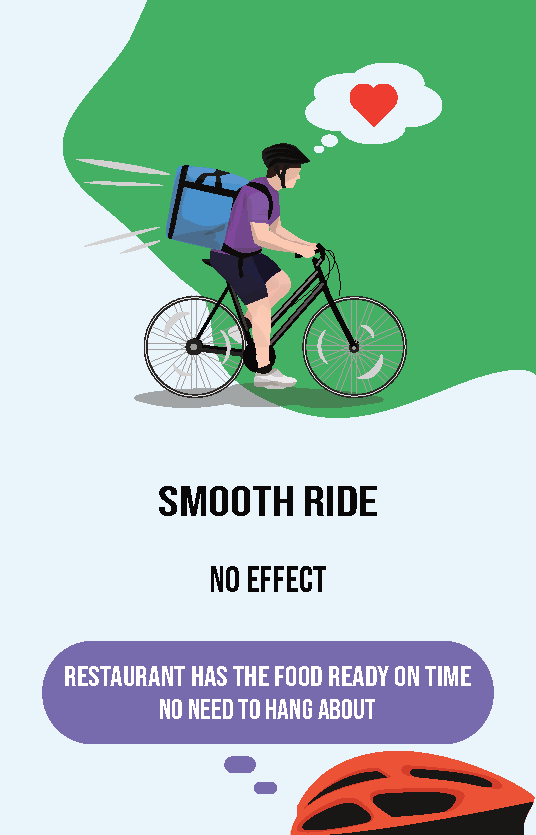 SMOOTH RIDE
NO EFFECT
RESTAURANT HAS THE FOOD READY ON TIME
NO NEED TO HANG ABOUT